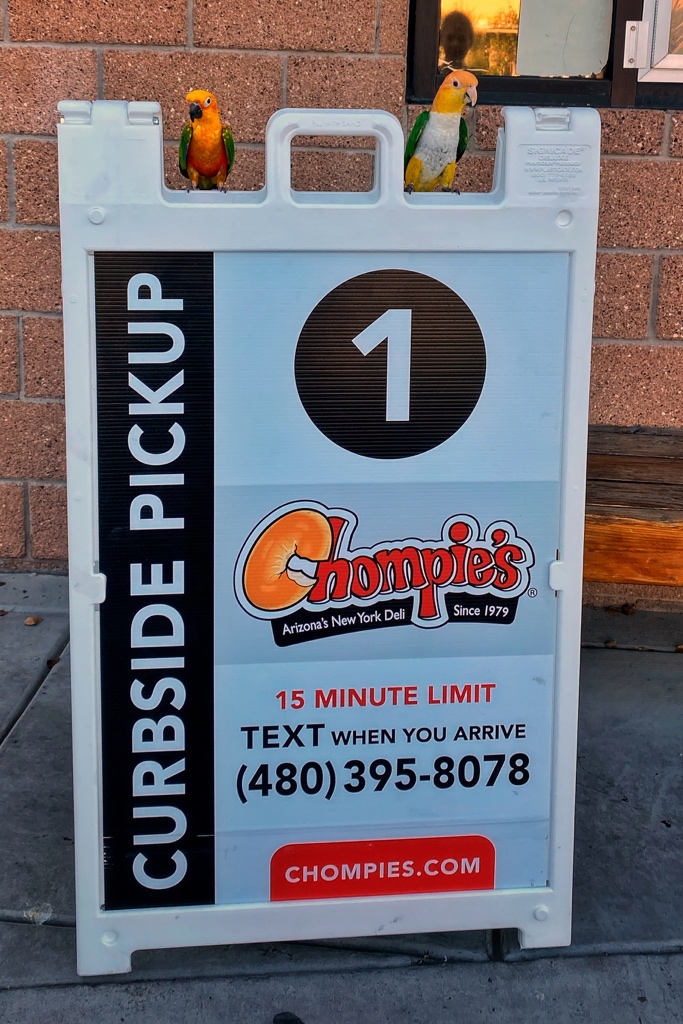 SIGNICADE
CURBSIDE PICKUP
1
Chompie's®
Arizona's New York Deli Since 1979
15 MINUTE LIMIT
TEXT WHEN YOU ARRIVE
(480) 395-8078
CHOMPIES.COM